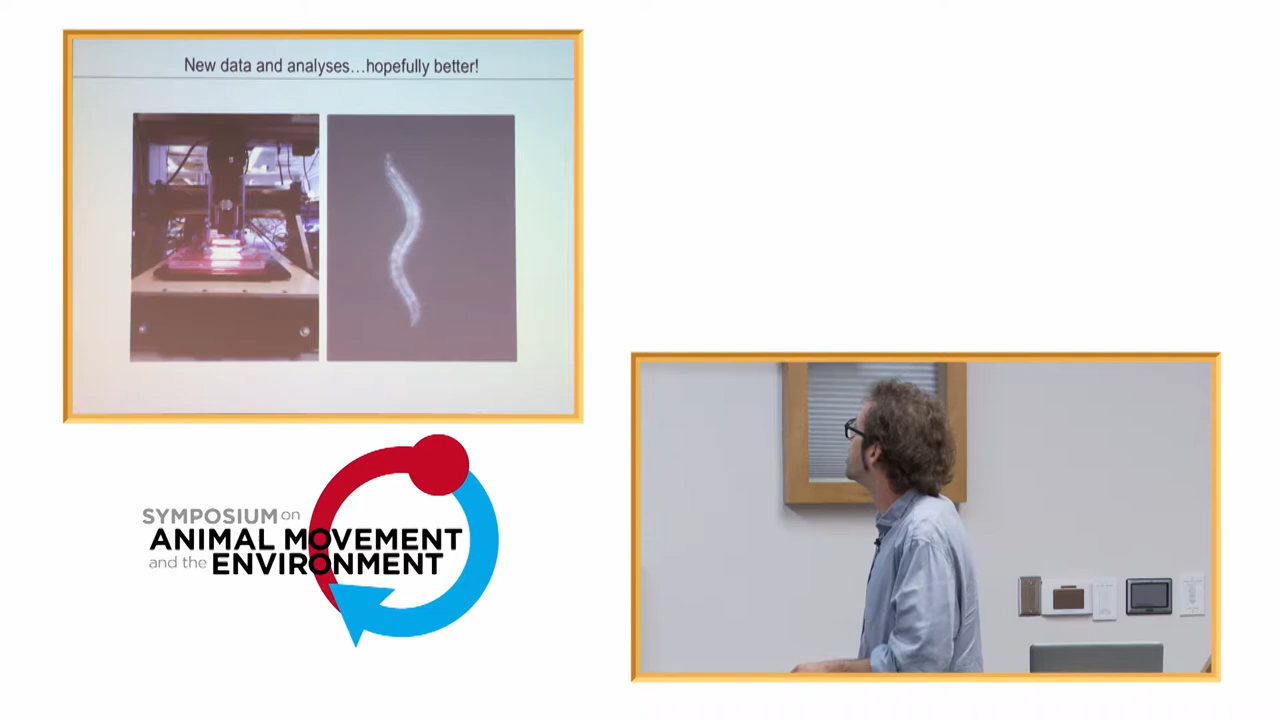 New data and analyses...hopefully better!
SYMPOSIUM on
ANIMAL MOVEMENT
and the ENVIRONMENT